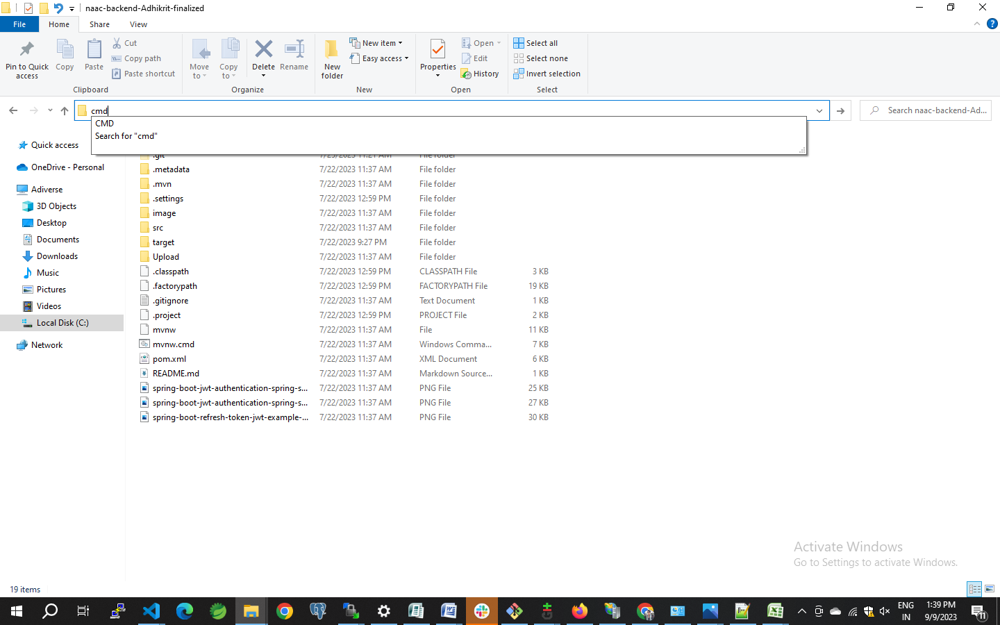 naac-backend-Adhikrit-finalized
File Home Share View
Pin to Quick access
Copy
Paste
Cut
Copy path
Paste shortcut
Clipboard
Move to
Copy to
Delete
Rename
Organize
New folder
New item
Easy access
New
Properties
Open
Edit
History
Open
Select all
Select none
Invert selection
Select
cmd
Search naac-backend-Ad...
CMD
Search for "cmd"
Quick access
OneDrive - Personal
Adiverse
3D Objects
Desktop
Documents
Downloads
Music
Pictures
Videos
Local Disk (C:)
Network
.git 7/25/2023 11:21 AM File folder
.metadata 7/22/2023 11:37 AM File folder
.mvn 7/22/2023 11:37 AM File folder
.settings 7/22/2023 12:59 PM File folder
image 7/22/2023 11:37 AM File folder
src 7/22/2023 11:37 AM File folder
target 7/22/2023 9:27 PM File folder
Upload 7/22/2023 11:37 AM File folder
.classpath 7/22/2023 12:59 PM CLASSPATH File 3 KB
.factorypath 7/22/2023 12:59 PM FACTORYPATH File 19 KB
.gitignore 7/22/2023 11:37 AM Text Document 1 KB
.project 7/22/2023 12:59 PM PROJECT File 2 KB
mvnw 7/22/2023 11:37 AM File 11 KB
mvnw.cmd 7/22/2023 11:37 AM Windows Comma... 7 KB
pom.xml 7/22/2023 11:37 AM XML Document 6 KB
README.md 7/22/2023 11:37 AM Markdown Source... 1 KB
spring-boot-jwt-authentication-spring-s... 7/22/2023 11:37 AM PNG File 25 KB
spring-boot-jwt-authentication-spring-s... 7/22/2023 11:37 AM PNG File 27 KB
spring-boot-refresh-token-jwt-example-... 7/22/2023 11:37 AM PNG File 30 KB
Activate Windows
Go to Settings to activate Windows.
19 items
ENG
IN
1:39 PM
9/9/2023
11